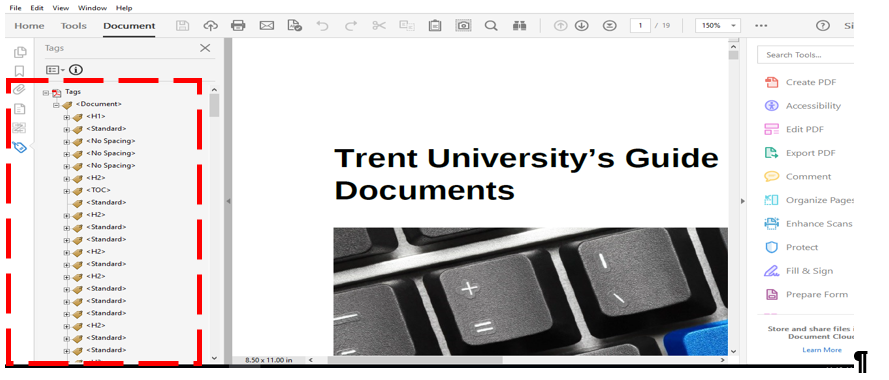 File Edit View Window Help
Home Tools Document 1 / 19 150%
Tags
Tags
<Document>
<H1>
<Standard>
<No Spacing>
<No Spacing>
<No Spacing>
<H2>
<TOC>
<Standard>
<H2>
<Standard>
<Standard>
<H2>
<Standard>
<H2>
<Standard>
<Standard>
<Standard>
<H2>
<Standard>
<Standard>
Trent University’s Guide
Documents
8.50 x 11.00 in
Search Tools...
Create PDF
Accessibility
Edit PDF
Export PDF
Comment
Organize Pages
Enhance Scans
Protect
Fill & Sign
Prepare Form
Store and share files
Document Clou
Learn More
¶